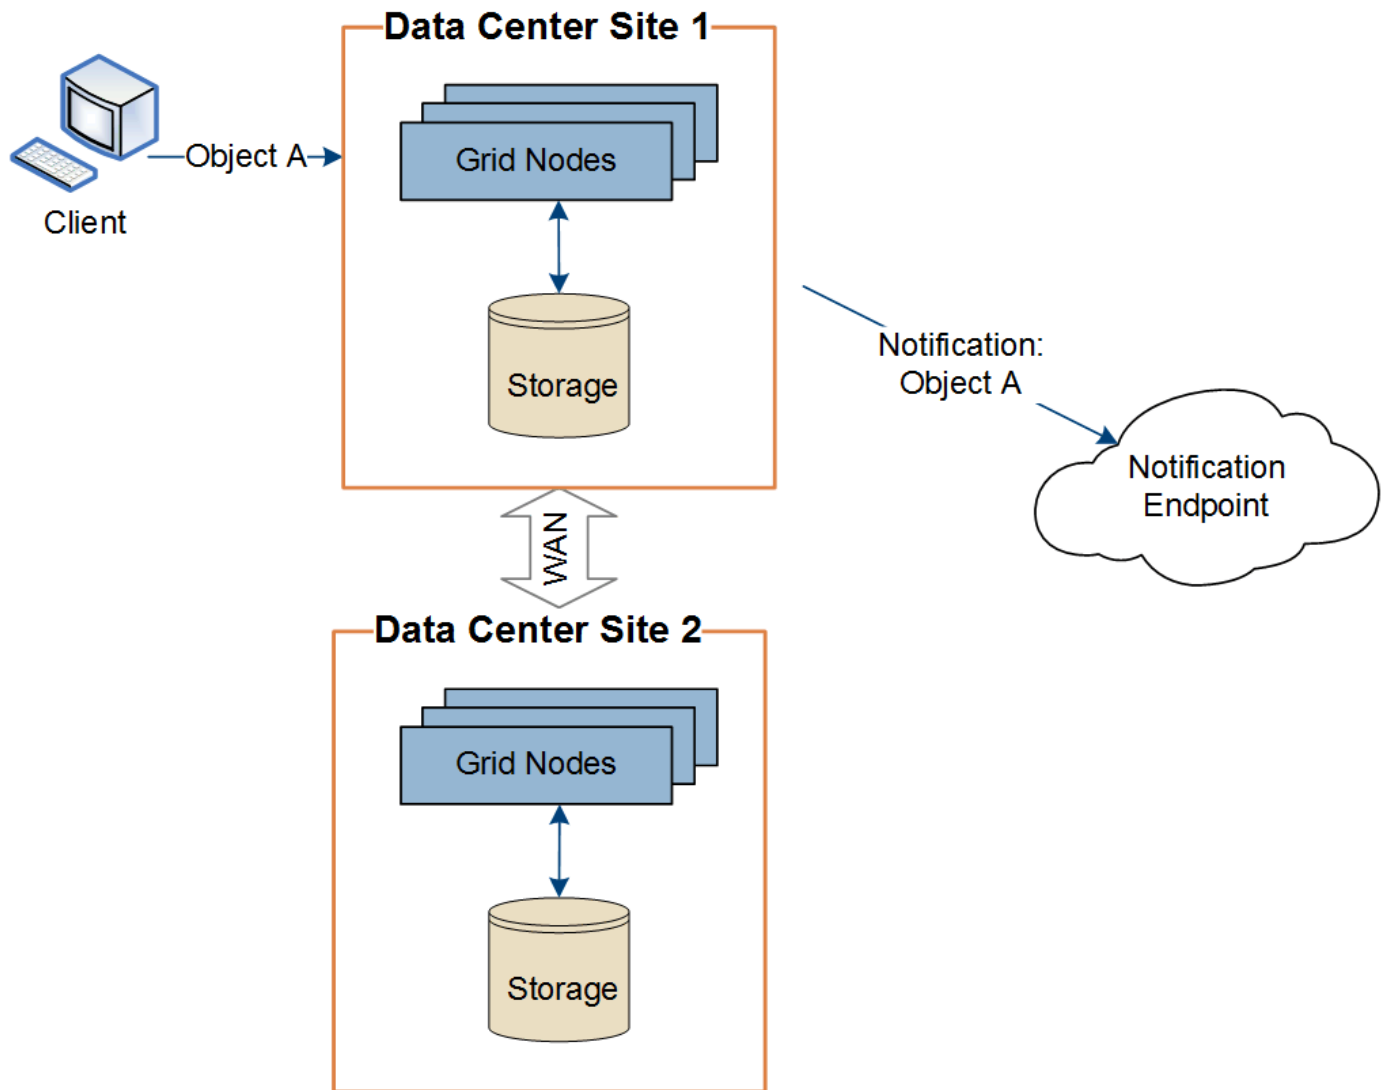 Data Center Site 1
Object A
Client
Grid Nodes
Storage
Notification:
Object A
Notification
Endpoint
WAN
Data Center Site 2
Grid Nodes
Storage